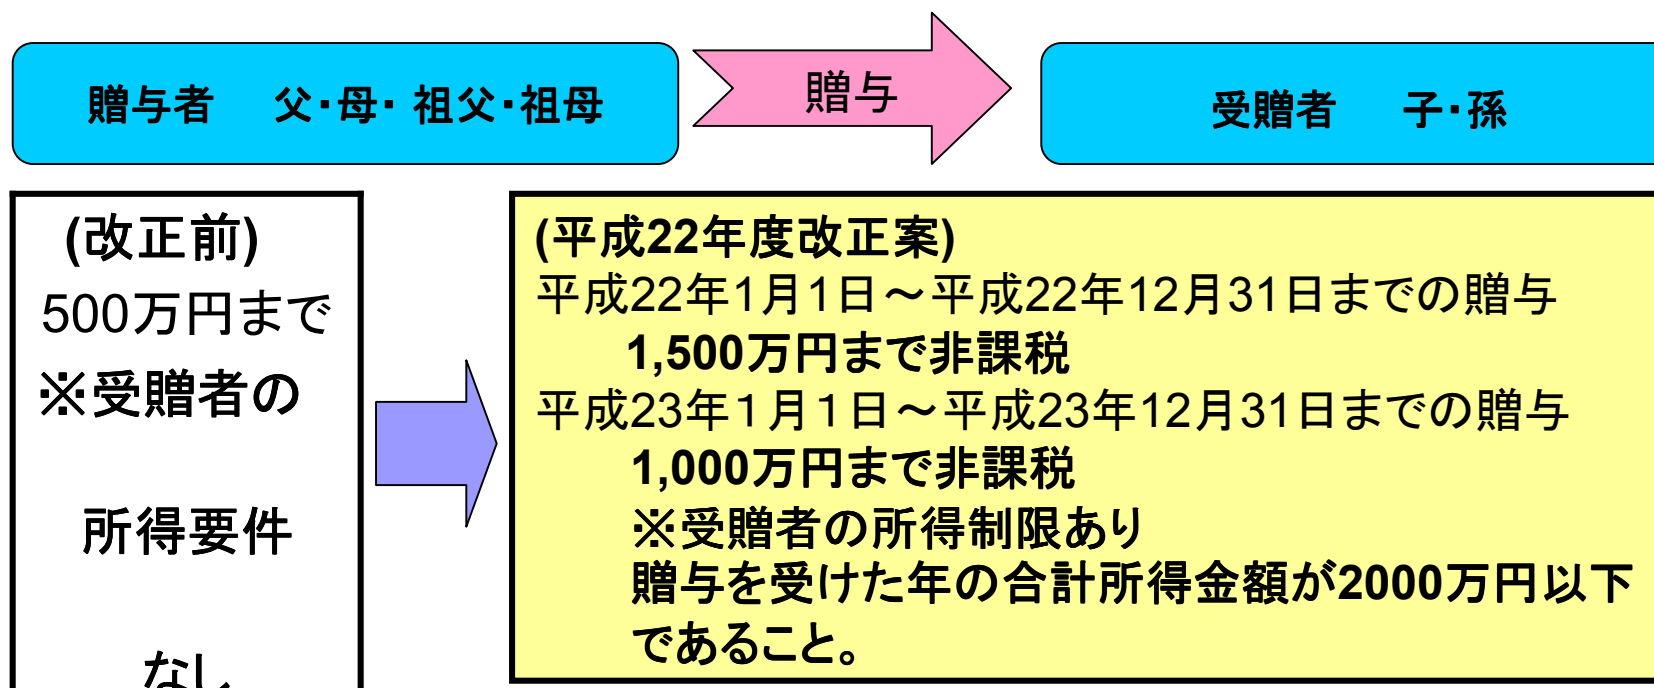 贈与者 父・母・祖父・祖母
贈与
受贈者 子・孫
(改正前)
500万円まで
※受贈者の
所得要件
なし
(平成22年度改正案)
平成22年1月1日～平成22年12月31日までの贈与
1,500万円まで非課税
平成23年１月１日～平成23年12月31日までの贈与
1,000万円まで非課税
※受贈者の所得制限あり
贈与を受けた年の合計所得金額が2000万円以下
であること。